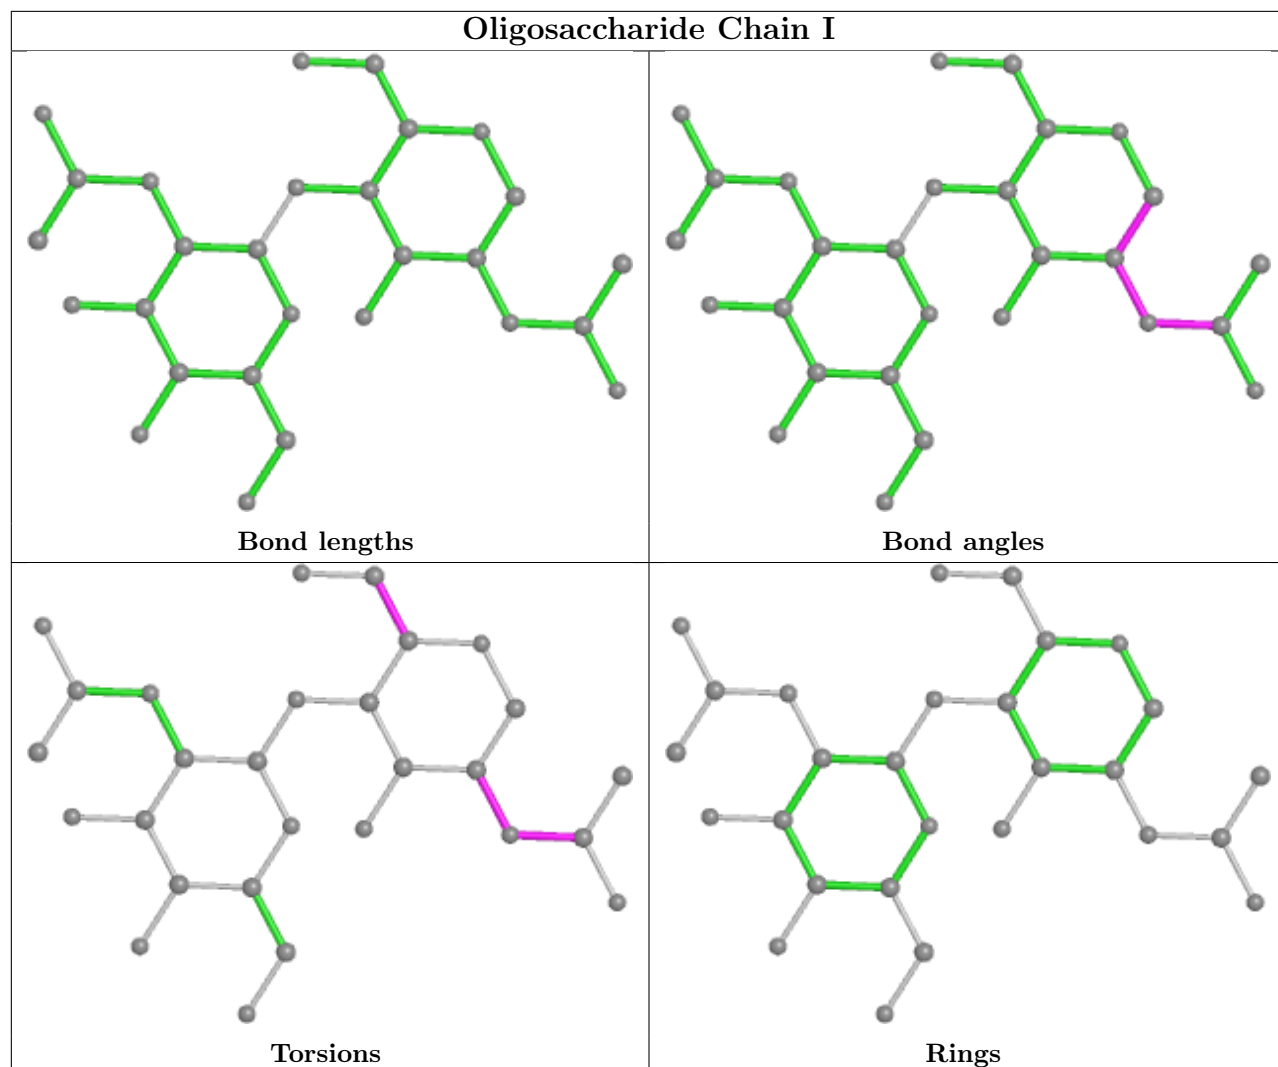 Oligosaccharide Chain I
Bond lengths
Bond angles
Torsions
Rings